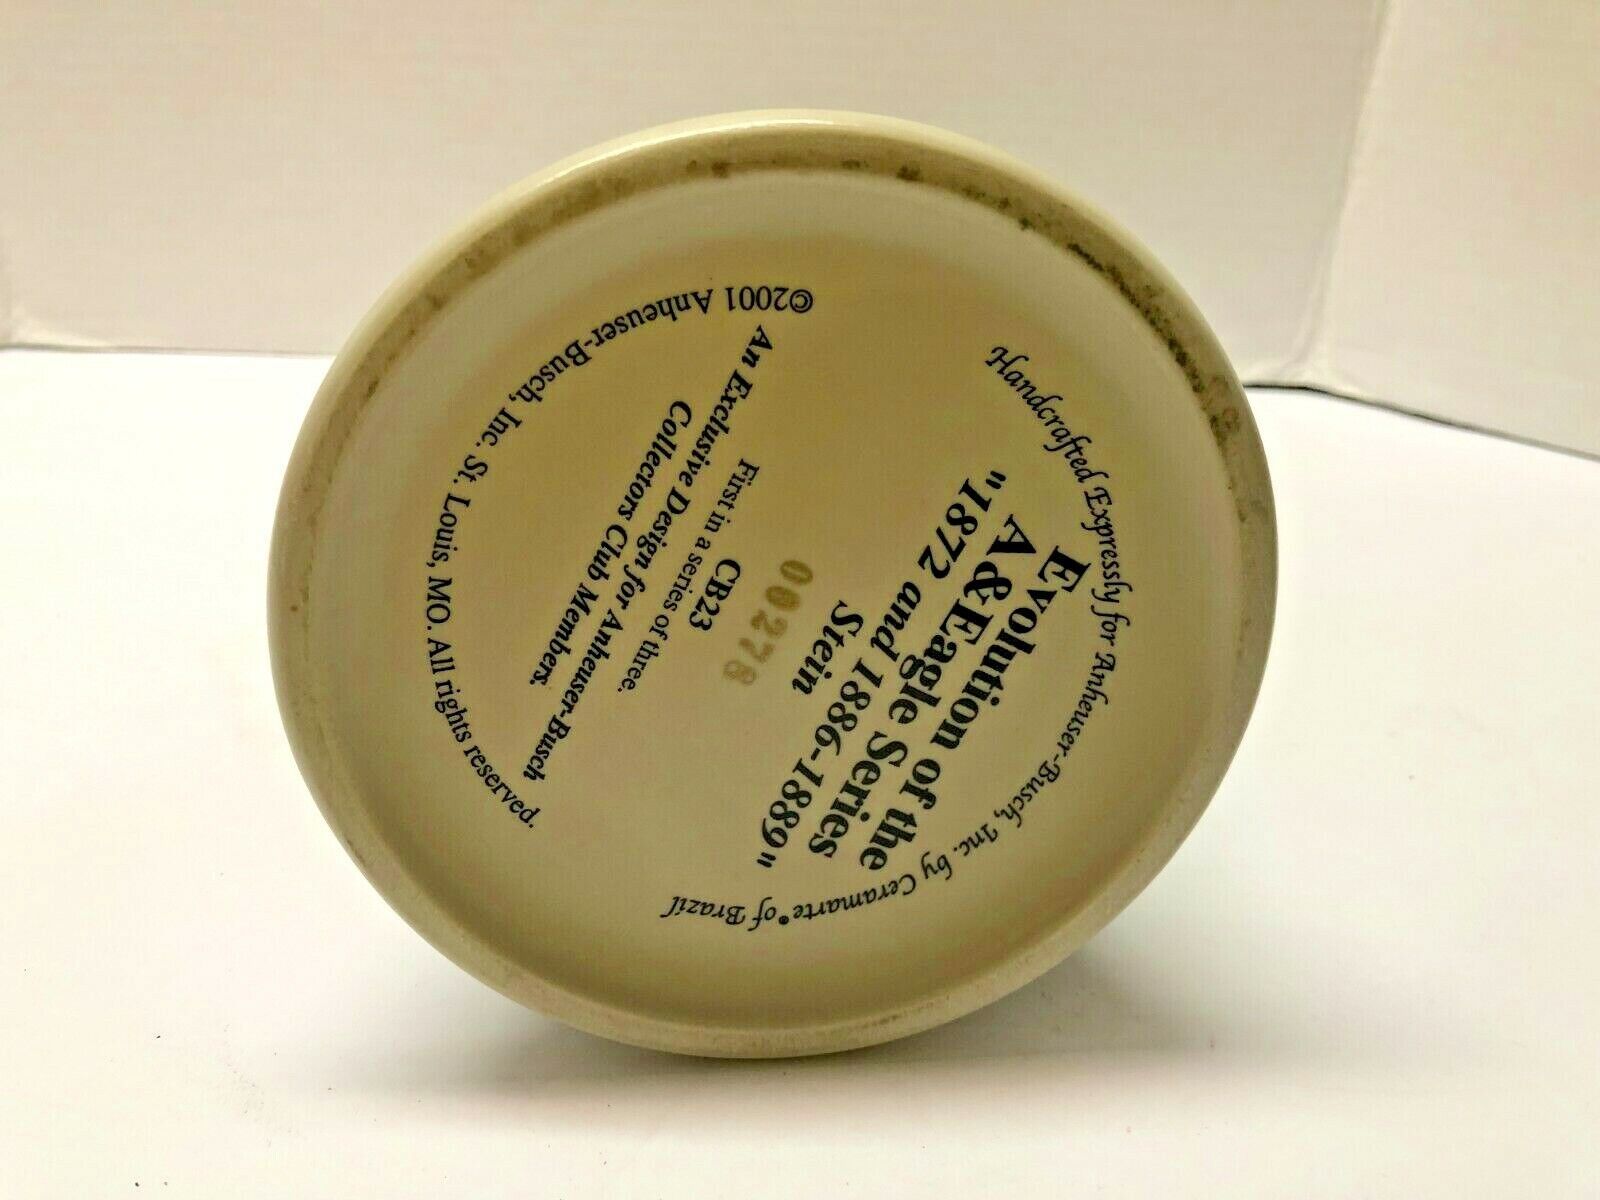 Handcrafted Expressly for Anheuser-Busch, Inc. by Ceramarte® of Brazil
Evolution of the
A & Eagle Series
"1872 and 1886-1889"
Stein
00278
CB23
First in a series of three.
An Exclusive Design for Anheuser-Busch
Collectors Club Members.
©2001 Anheuser-Busch, Inc. St. Louis, MO. All rights reserved.